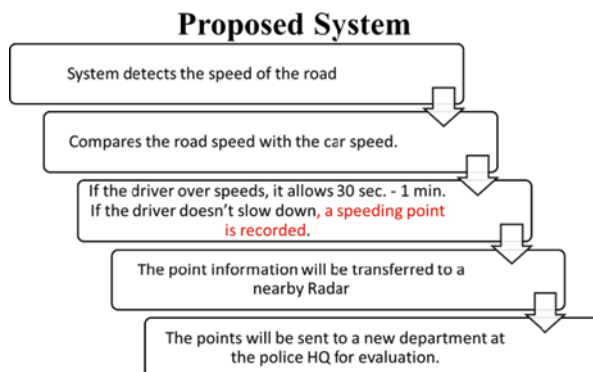 Proposed System
System detects the speed of the road
Compares the road speed with the car speed.
If the driver over speeds, it allows 30 sec. - 1 min.
If the driver doesn't slow down, a speeding point
is recorded.
The point information will be transferred to a
nearby Radar
The points will be sent to a new department at
the police HQ for evaluation.